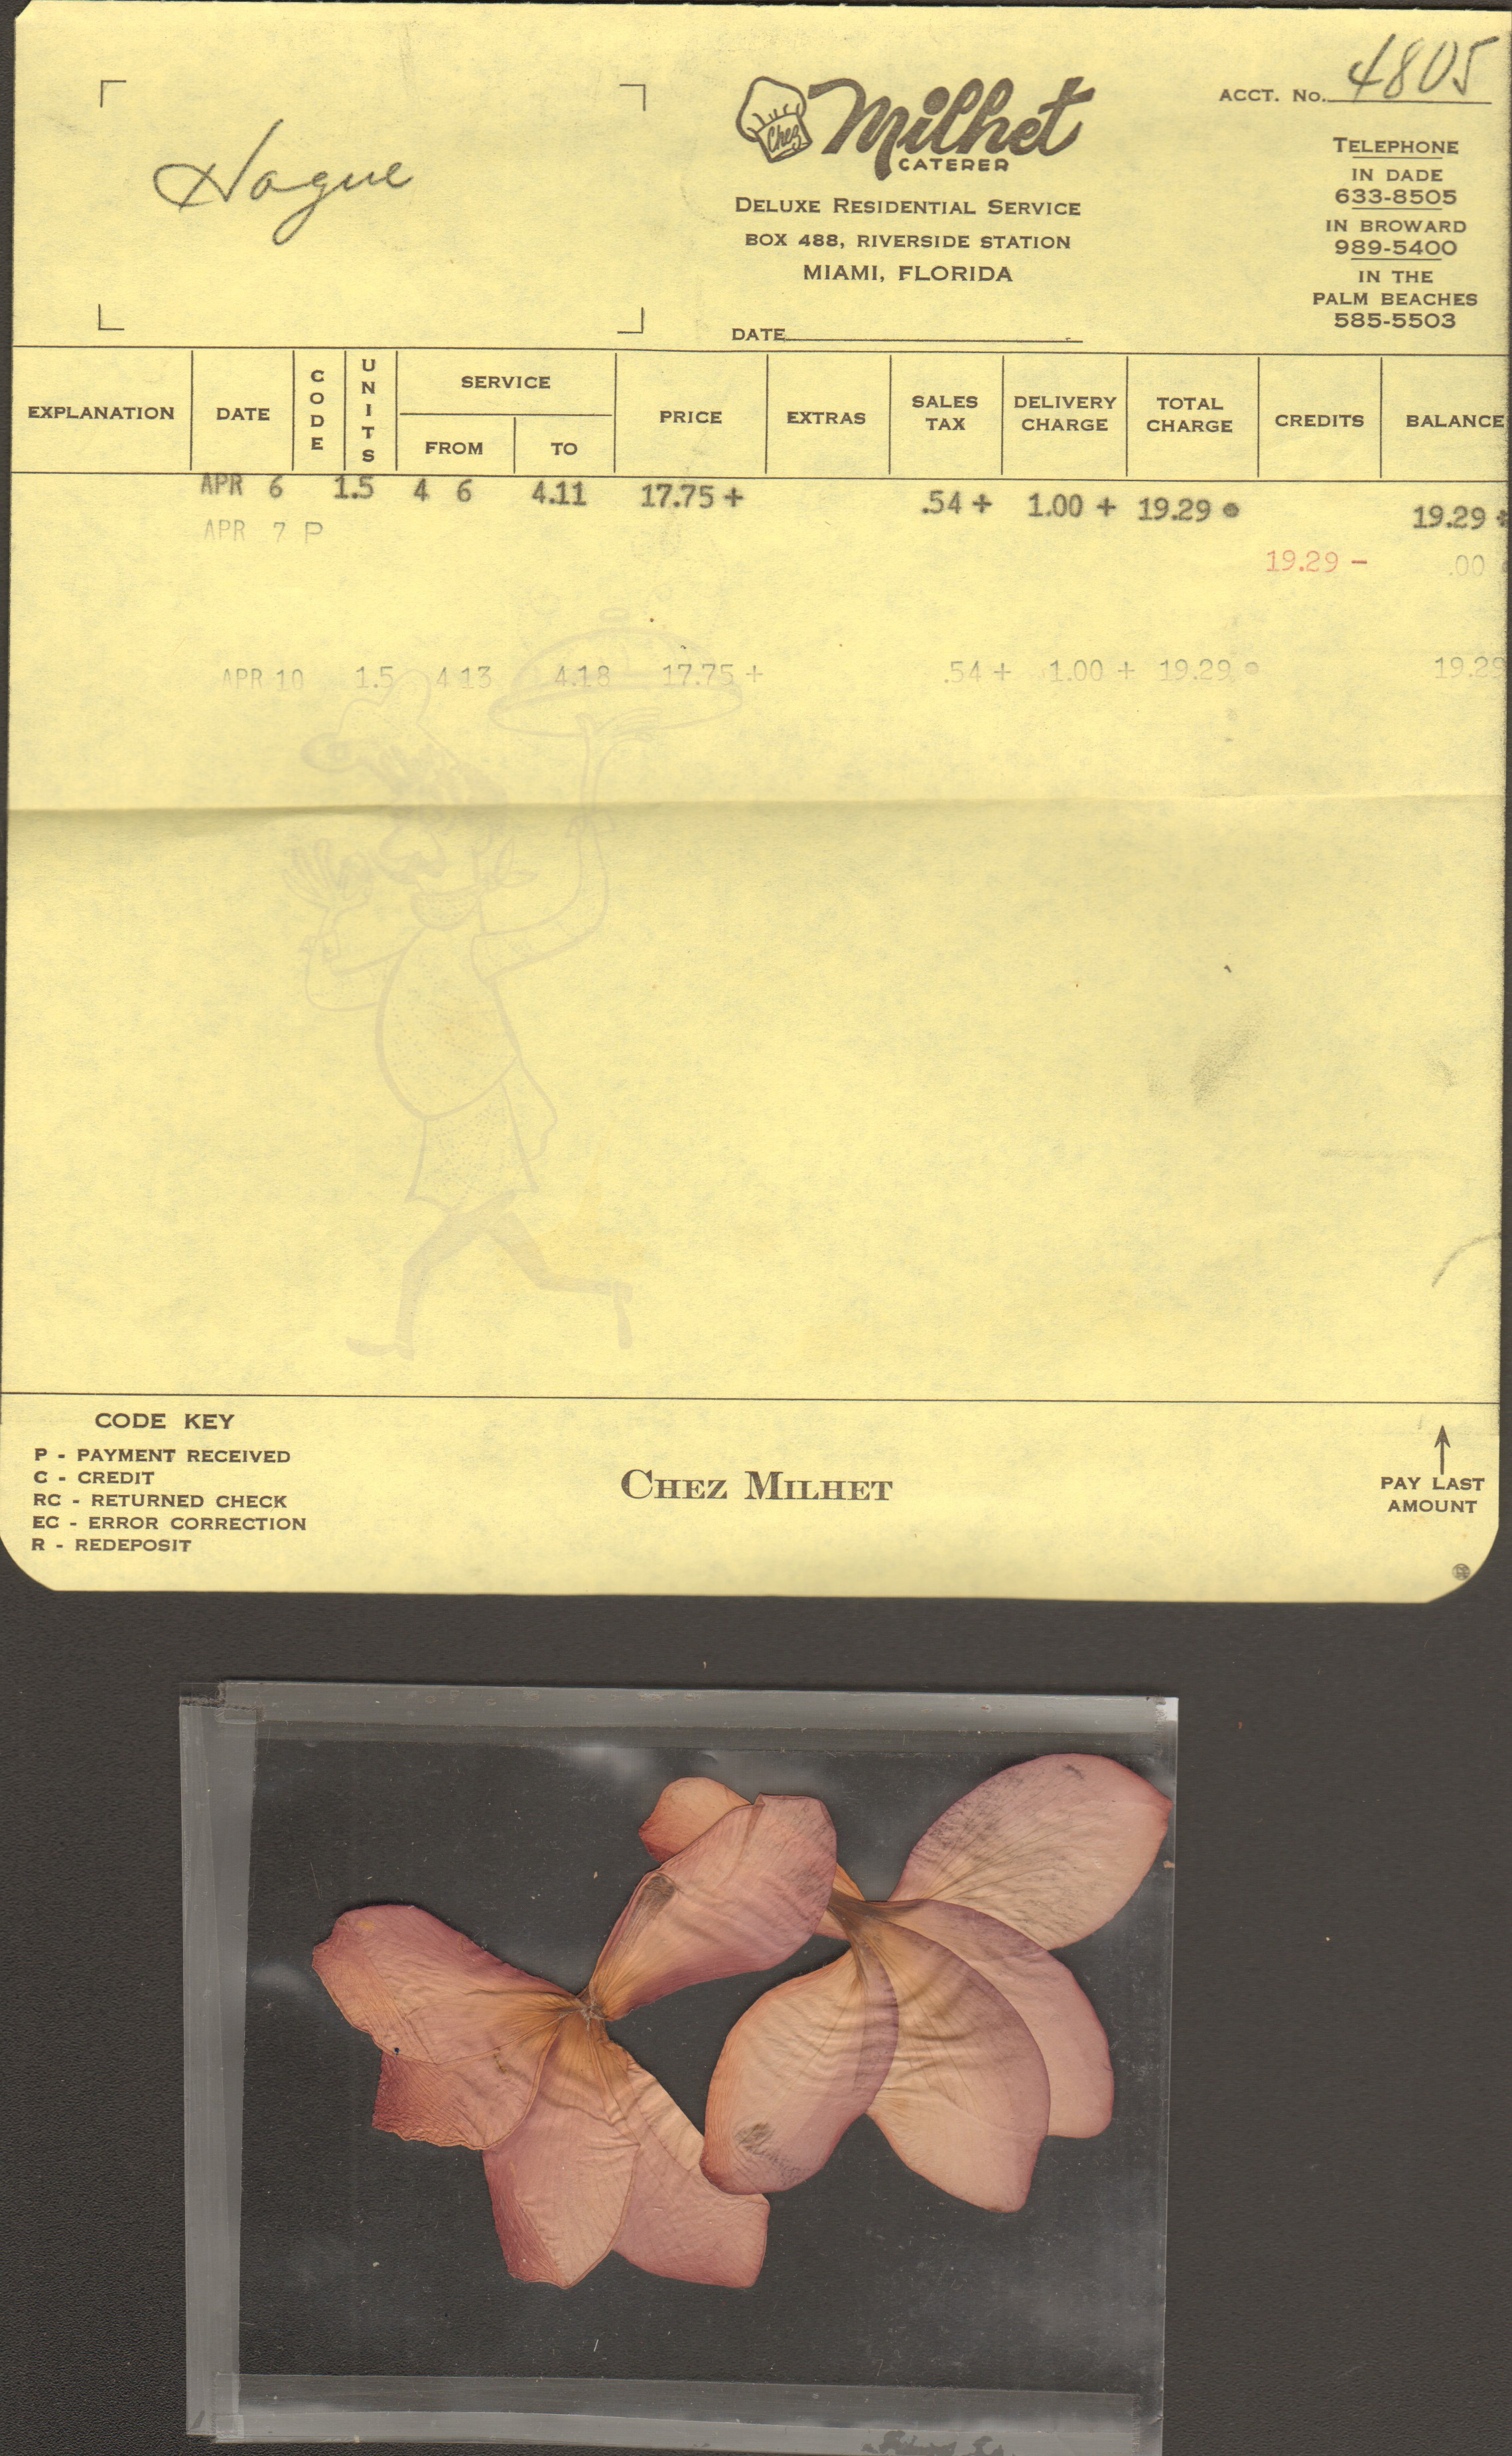 4805
ACCT. No.
Hague
Chez Milhet
CATERER
DELUXE RESIDENTIAL SERVICE
BOX 488, RIVERSIDE STATION
MIAMI, FLORIDA
DATE
TELEPHONE
IN DADE
633-8505
IN BROWARD
989-5400
IN THE
PALM BEACHES
585-5503
EXPLANATION DATE CODE UNITS SERVICE FROM TO PRICE EXTRAS SALES TAX DELIVERY CHARGE TOTAL CHARGE CREDITS BALANCE
APR 6 1.5 4 6 4.11 17.75 + .54 + 1.00 + 19.29 • 19.29 *
APR 7 P
19.29 - .00
APR 10 1.5 4 13 4.18 17.75 + .54 + 1.00 + 19.29 • 19.29
CODE KEY
P - PAYMENT RECEIVED
C - CREDIT
RC - RETURNED CHECK
EC - ERROR CORRECTION
R - REDEPOSIT
CHEZ MILHET
PAY LAST
AMOUNT